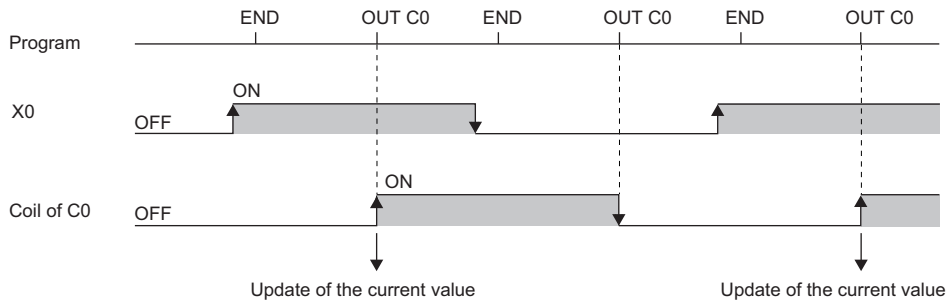 END OUT C0 END OUT C0 END OUT C0
Program
ON
X0
OFF
ON
Coil of C0 OFF
Update of the current value Update of the current value